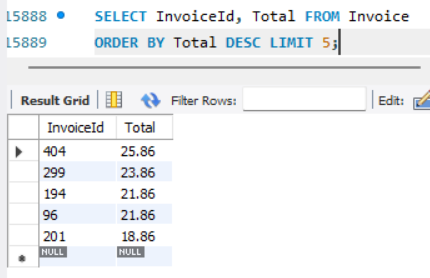 15888 SELECT InvoiceId, Total FROM Invoice
15889 ORDER BY Total DESC LIMIT 5;
Result Grid Filter Rows: Edit:
InvoiceId Total
404 25.86
299 23.86
194 21.86
96 21.86
201 18.86
NULL NULL